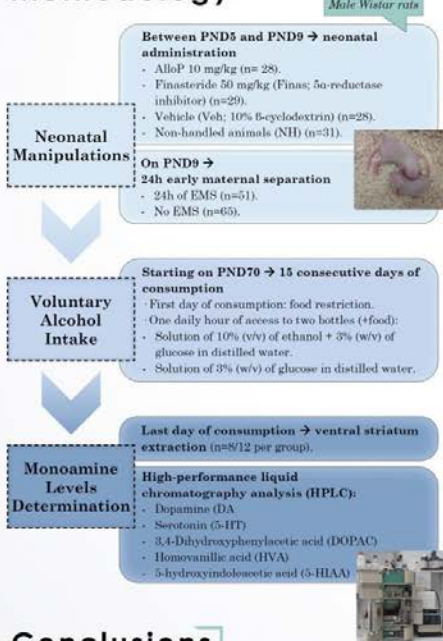 Male Wistar rats
Between PND5 and PND9 → neonatal
administration
- AlloP 10 mg/kg (n= 28).
- Finasteride 50 mg/kg (Finas; 5α-reductase
inhibitor) (n=29).
- Vehicle (Veh; 10% ß-cyclodextrin) (n=28).
- Non-handled animals (NH) (n=31).
Neonatal
Manipulations
On PND9 →
24h early maternal separation
- 24h of EMS (n=51).
- No EMS (n=65).
Starting on PND70 → 15 consecutive days of
consumption
· First day of consumption: food restriction.
· One daily hour of access to two bottles (+food):
- Solution of 10% (v/v) of ethanol + 3% (w/v) of
glucose in distilled water.
- Solution of 3% (w/v) of glucose in distilled water.
Voluntary
Alcohol
Intake
Last day of consumption → ventral striatum
extraction (n=8/12 per group).
Monoamine
Levels
Determination
High-performance liquid
chromatography analysis (HPLC):
- Dopamine (DA
- Serotonin (5-HT)
- 3,4-Dihydroxyphenylacetic acid (DOPAC)
- Homovanillic acid (HVA)
- 5-hydroxyindoleacetic acid (5-HIAA)